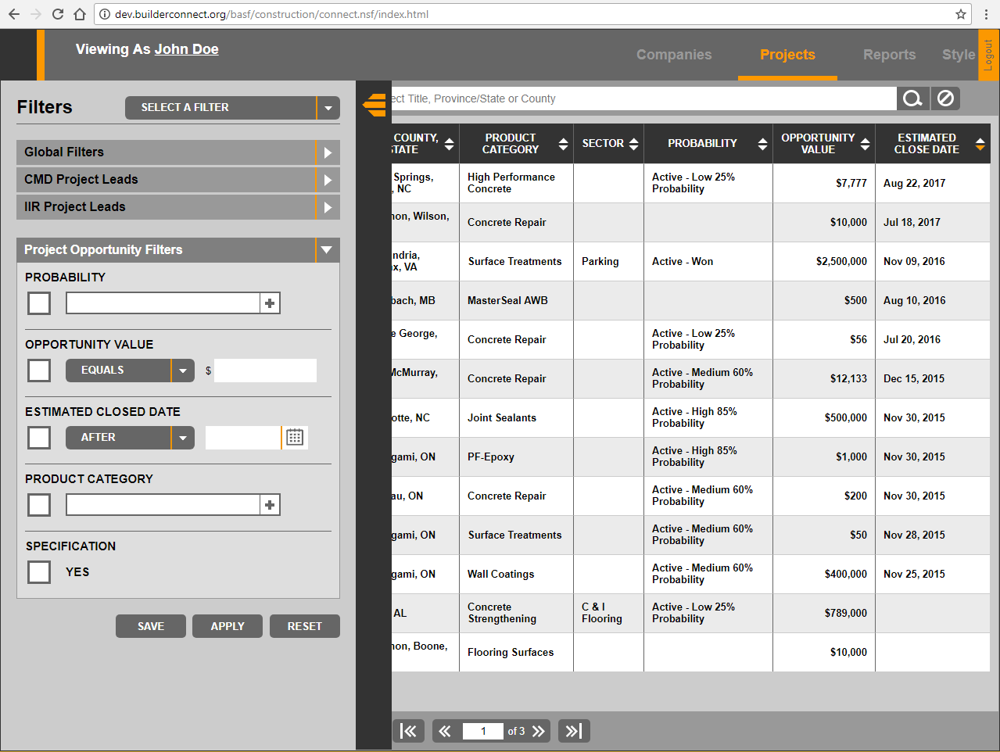 dev.builderconnect.org/basf/construction/connect.nsf/index.html
Viewing As John Doe
Companies
Projects
Reports
Style
Logout
Filters
SELECT A FILTER
Global Filters
CMD Project Leads
IIR Project Leads
Project Opportunity Filters
PROBABILITY
OPPORTUNITY VALUE
EQUALS
$
ESTIMATED CLOSED DATE
AFTER
PRODUCT CATEGORY
SPECIFICATION
YES
SAVE
APPLY
RESET
ect Title, Province/State or County
COUNTY,
STATE
PRODUCT
CATEGORY
SECTOR
PROBABILITY
OPPORTUNITY
VALUE
ESTIMATED
CLOSE DATE
Springs,
, NC
High Performance
Concrete
Active - Low 25%
Probability
$7,777
Aug 22, 2017
non, Wilson,
Concrete Repair
$10,000
Jul 18, 2017
ndria,
x, VA
Surface Treatments
Parking
Active - Won
$2,500,000
Nov 09, 2016
bach, MB
MasterSeal AWB
$500
Aug 10, 2016
e George,
Concrete Repair
Active - Low 25%
Probability
$56
Jul 20, 2016
McMurray,
Concrete Repair
Active - Medium 60%
Probability
$12,133
Dec 15, 2015
otte, NC
Joint Sealants
Active - High 85%
Probability
$500,000
Nov 30, 2015
gami, ON
PF-Epoxy
Active - High 85%
Probability
$1,000
Nov 30, 2015
au, ON
Concrete Repair
Active - Medium 60%
Probability
$200
Nov 30, 2015
gami, ON
Surface Treatments
Active - Medium 60%
Probability
$50
Nov 28, 2015
gami, ON
Wall Coatings
Active - Medium 60%
Probability
$400,000
Nov 25, 2015
AL
Concrete
Strengthening
C & I
Flooring
Active - Low 25%
Probability
$789,000
non, Boone,
Flooring Surfaces
$10,000
1
of 3